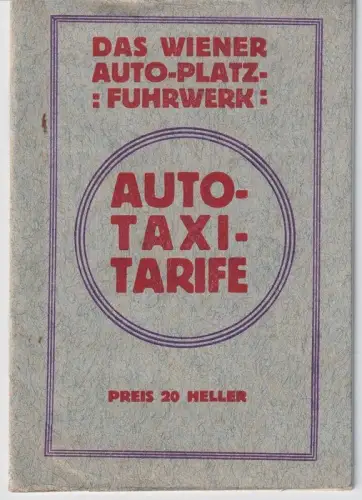 DAS WIENER
AUTO-PLATZ-
: FUHRWERK :
AUTO-
TAXI-
TARIFE
PREIS 20 HELLER